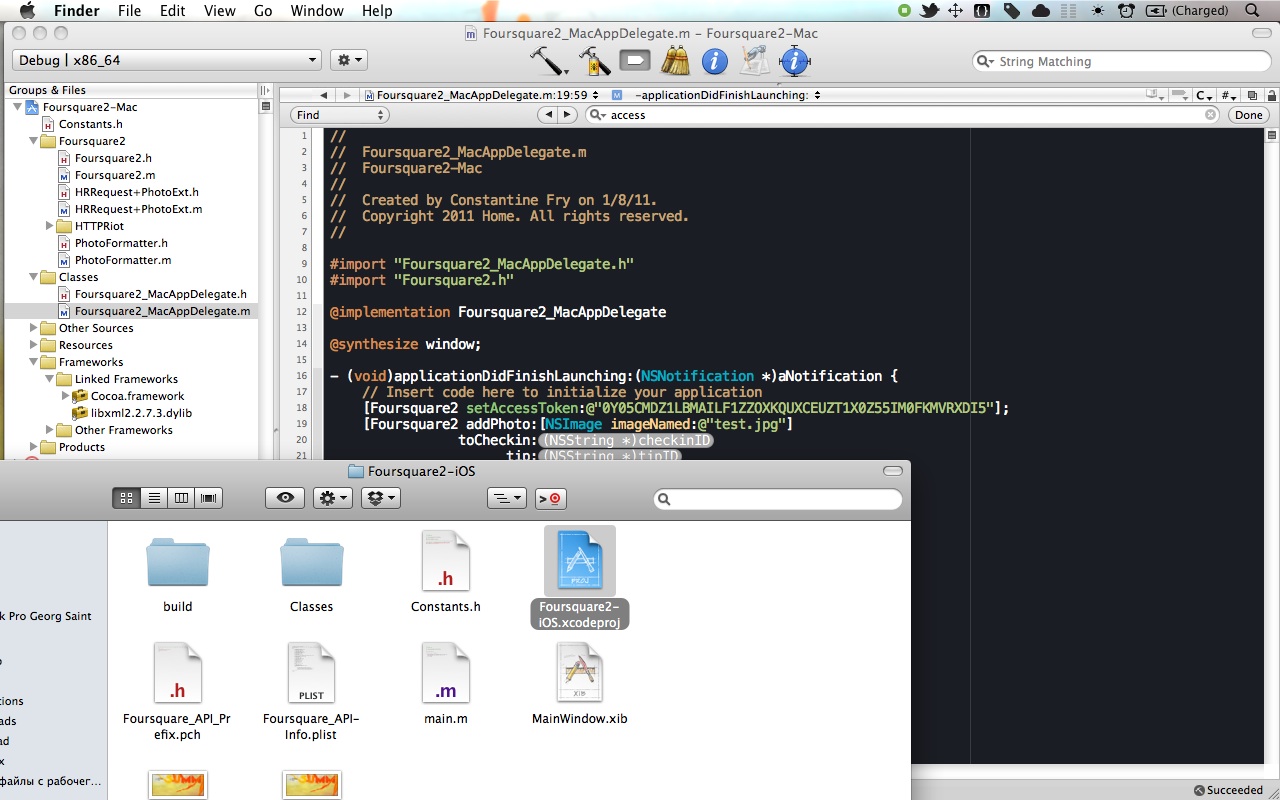 Finder File Edit View Go Window Help (Charged)
Foursquare2_MacAppDelegate.m – Foursquare2-Mac
Debug | x86_64
String Matching
Groups & Files
Foursquare2_MacAppDelegate.m:19:59 -applicationDidFinishLaunching: C, #,
Find
access
Done
Foursquare2-Mac
Constants.h
Foursquare2
Foursquare2.h
Foursquare2.m
HRRequest+PhotoExt.h
HRRequest+PhotoExt.m
HTTPRiot
PhotoFormatter.h
PhotoFormatter.m
Classes
Foursquare2_MacAppDelegate.h
Foursquare2_MacAppDelegate.m
Other Sources
Resources
Frameworks
Linked Frameworks
Cocoa.framework
libxml2.2.7.3.dylib
Other Frameworks
Products
1 //
2 // Foursquare2_MacAppDelegate.m
3 // Foursquare2-Mac
4 //
5 // Created by Constantine Fry on 1/8/11.
6 // Copyright 2011 Home. All rights reserved.
7 //
8
9 #import "Foursquare2_MacAppDelegate.h"
10 #import "Foursquare2.h"
11
12 @implementation Foursquare2_MacAppDelegate
13
14 @synthesize window;
15
16 - (void)applicationDidFinishLaunching:(NSNotification *)aNotification {
17 // Insert code here to initialize your application
18 [Foursquare2 setAccessToken:@"0Y05CMDZ1LBMAILF1ZZOXKQUXCEUZT1X0Z55IM0FKMVRXDI5"];
19 [Foursquare2 addPhoto:[NSImage imageNamed:@"test.jpg"]
20 toCheckin:(NSString *)checkinID
21 tip:(NSString *)tipID
Foursquare2-iOS
k Pro Georg Saint
ctions
ads
ad
x
файлы с рабочег...
build
Classes
.h
Constants.h
PROJ
Foursquare2-
iOS.xcodeproj
.h
Foursquare_API_Pr
efix.pch
PLIST
Foursquare_API-
Info.plist
.m
main.m
XIB
MainWindow.xib
Succeeded